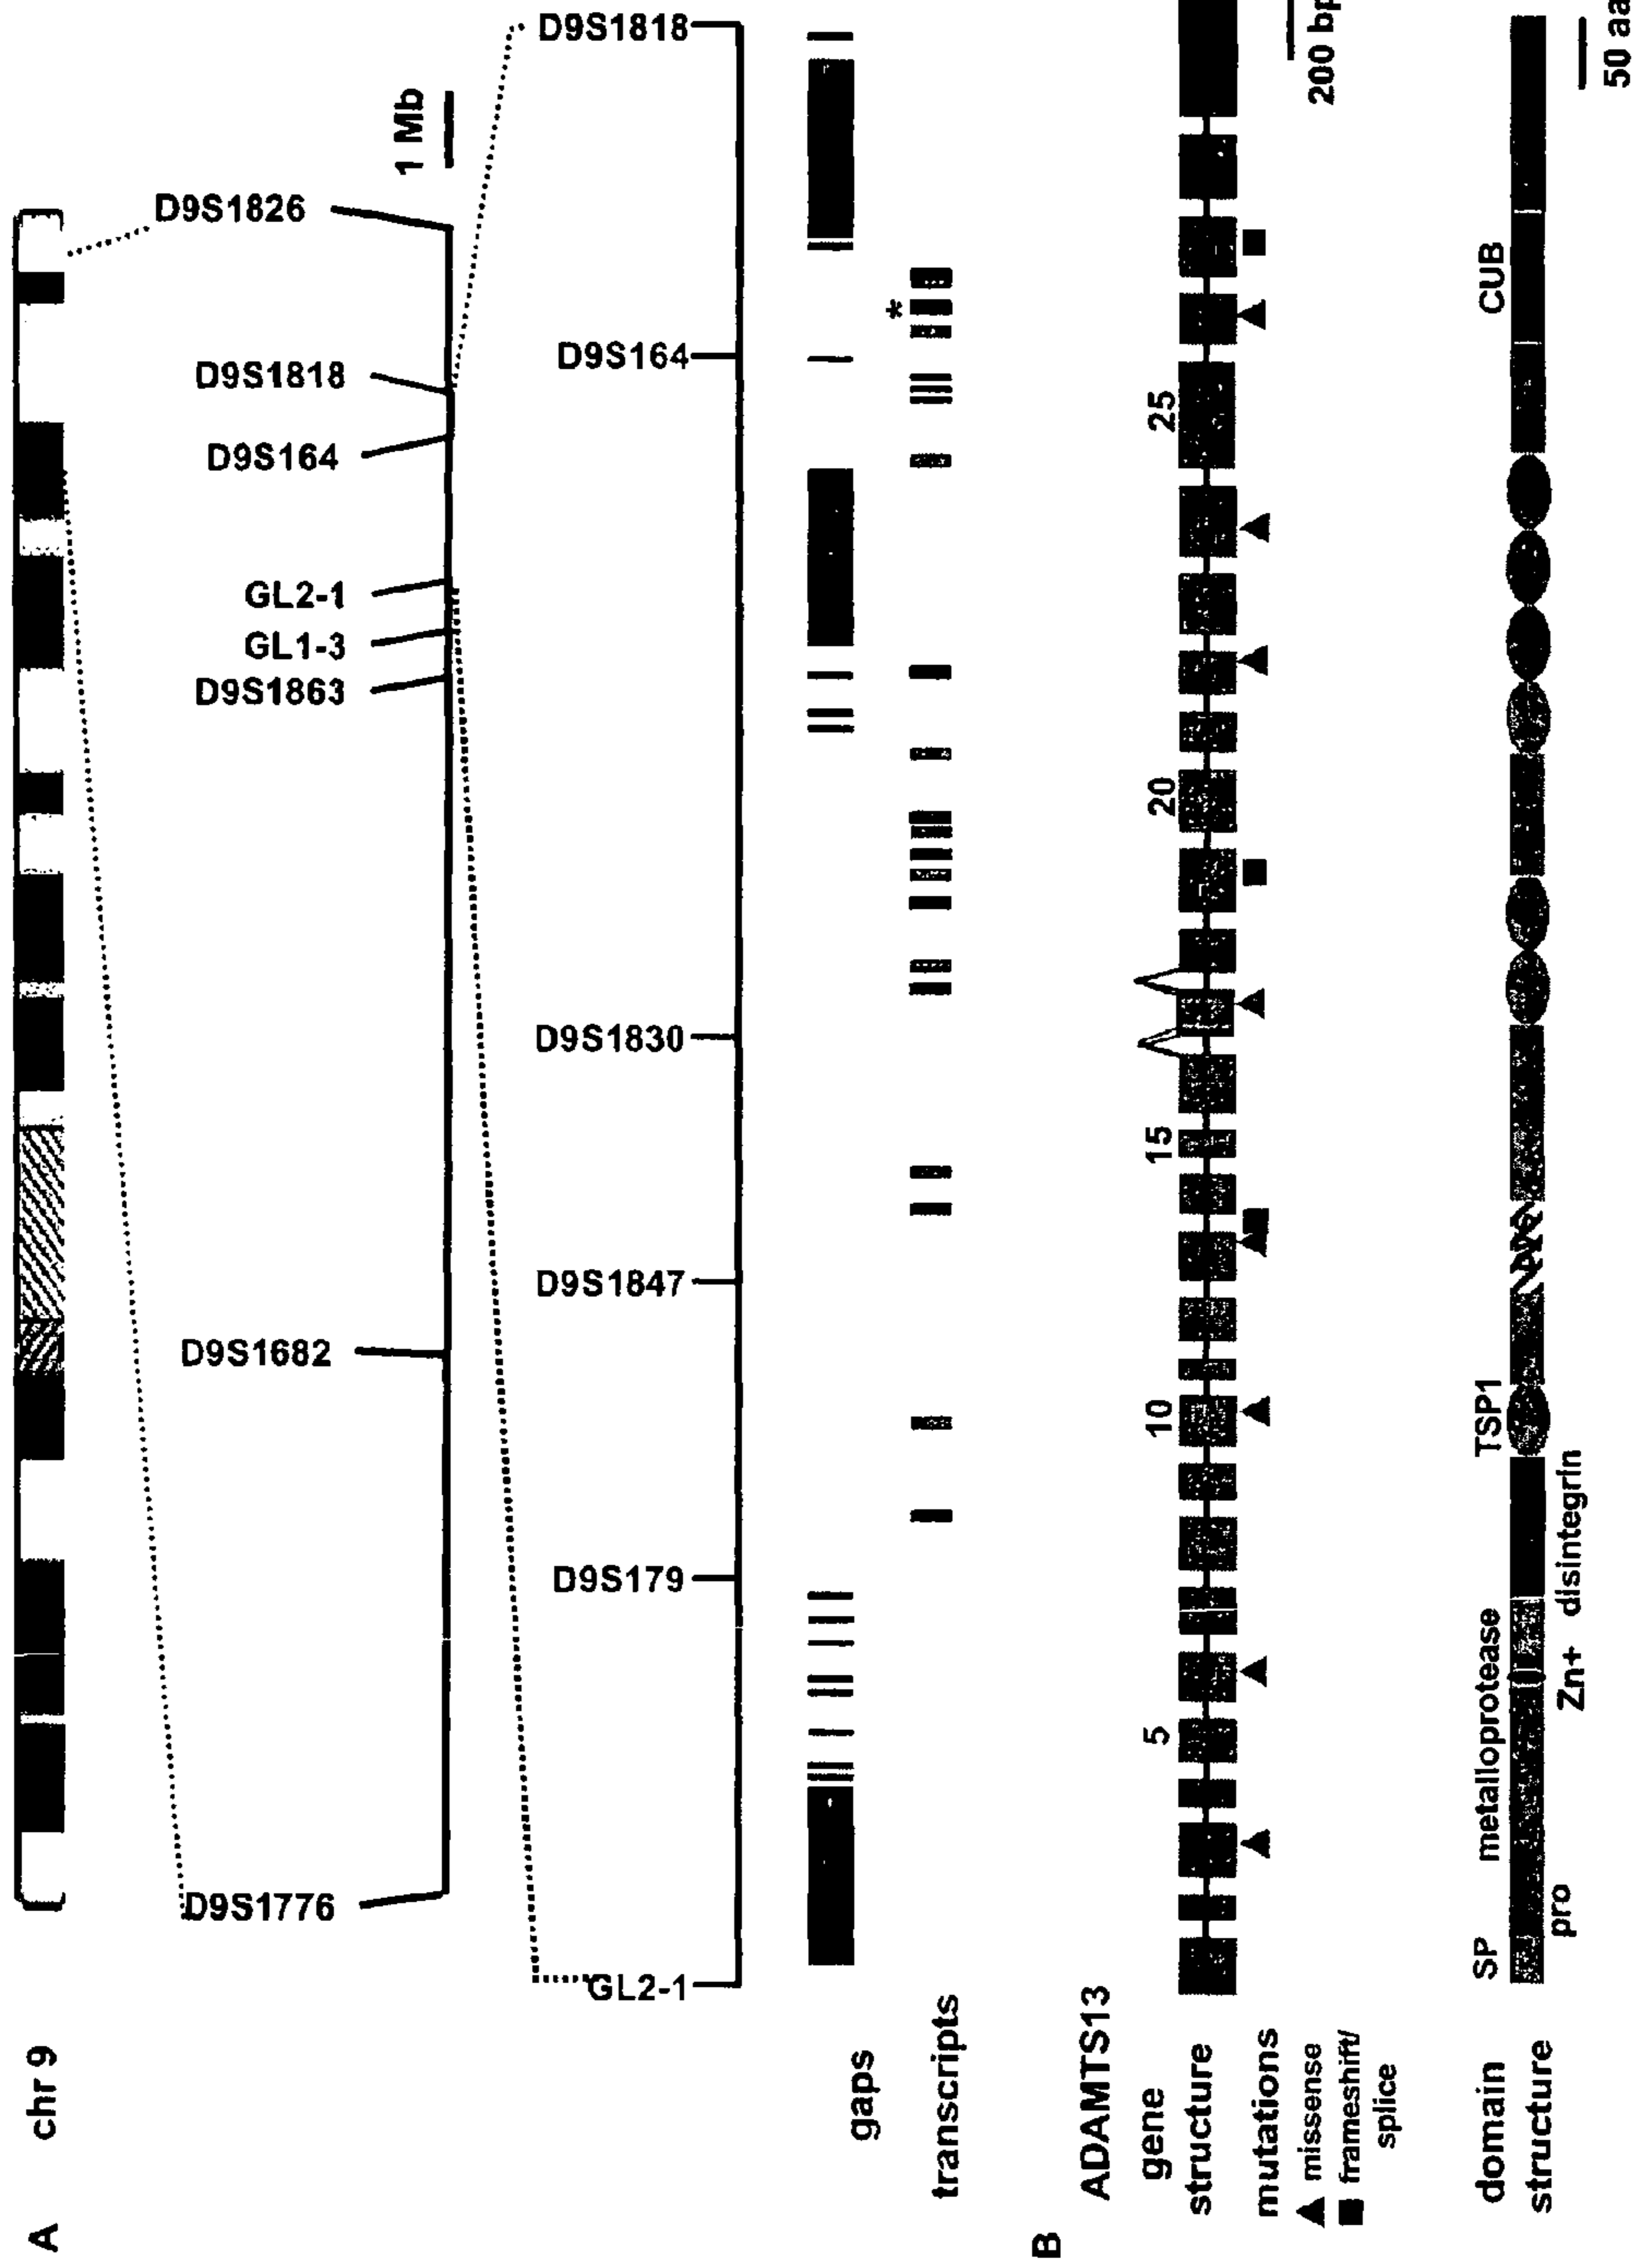 A
chr 9
D9S1776
D9S1682
D9S1863
GL1-3
GL2-1
D9S164
D9S1818
D9S1826
1 Mb
GL2-1
D9S179
D9S1847
D9S1830
D9S164
D9S1818
gaps
transcripts
*
B
ADAMTS13
gene
structure
5
10
15
20
25
mutations
▲ missense
■ frameshift/
splice
200 bp
domain
structure
SP
metalloprotease
TSP1
CUB
pro
Zn+
disintegrin
50 aa